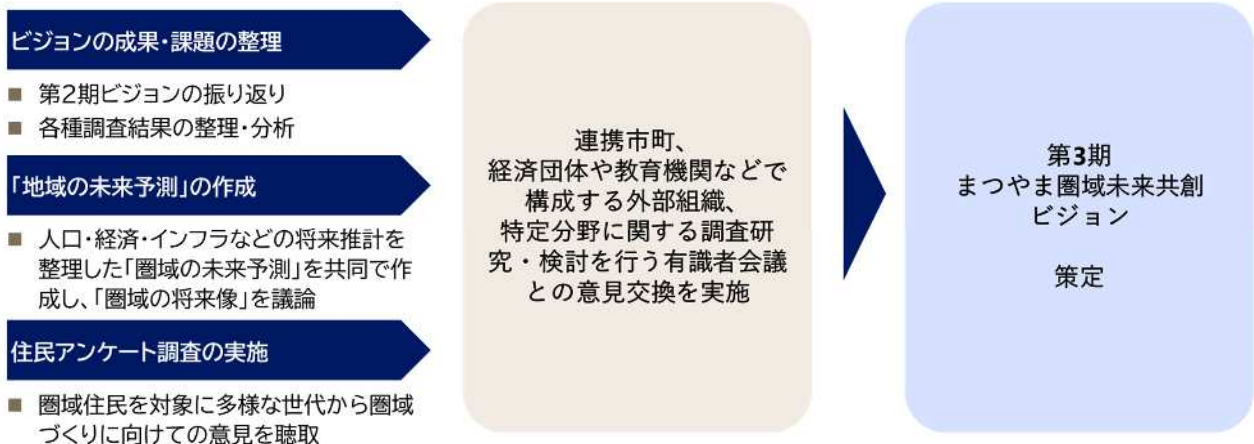 ビジョンの成果・課題の整理
■ 第2期ビジョンの振り返り
■ 各種調査結果の整理・分析
「地域の未来予測」の作成
■ 人口・経済・インフラなどの将来推計を
整理した「圏域の未来予測」を共同で作
成し、「圏域の将来像」を議論
住民アンケート調査の実施
■ 圏域住民を対象に多様な世代から圏域
づくりに向けての意見を聴取
連携市町、
経済団体や教育機関などで
構成する外部組織、
特定分野に関する調査研
究・検討を行う有識者会議
との意見交換を実施
第3期
まつやま圏域未来共創
ビジョン
策定